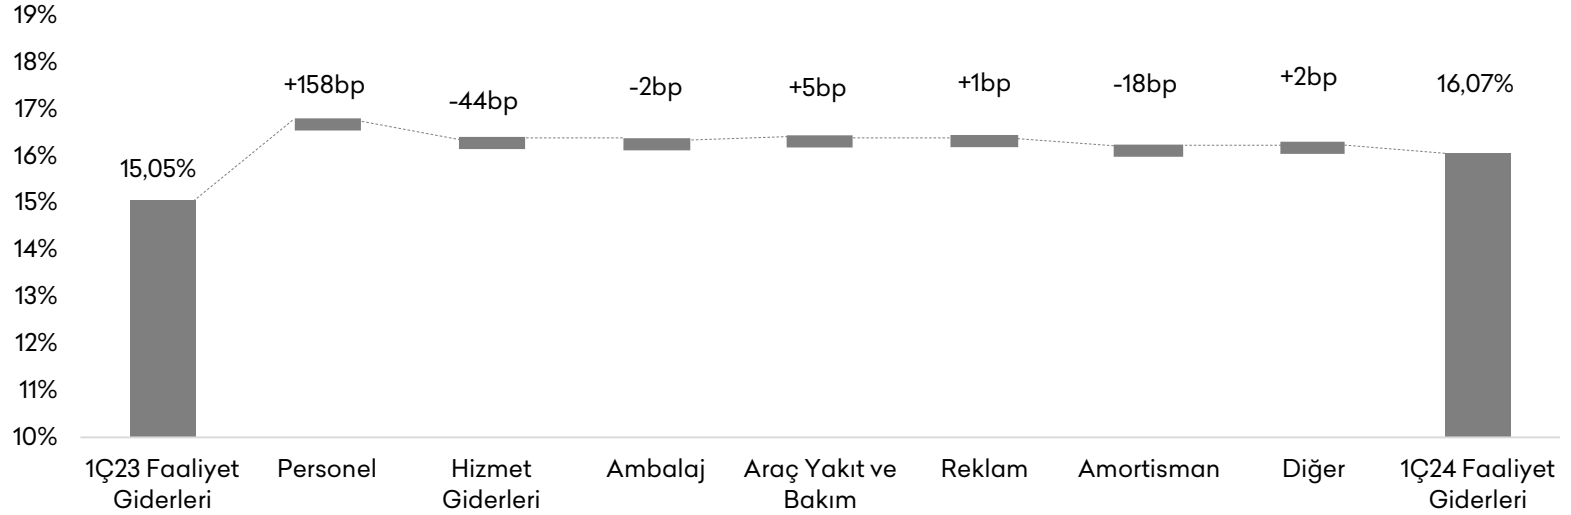 19%
18%
17%
16%
15%
14%
13%
12%
11%
10%
15,05%
+158bp
-44bp
-2bp
+5bp
+1bp
-18bp
+2bp
16,07%
1Ç23 Faaliyet
Giderleri
Personel
Hizmet
Giderleri
Ambalaj
Araç Yakıt ve
Bakım
Reklam
Amortisman
Diğer
1Ç24 Faaliyet
Giderleri